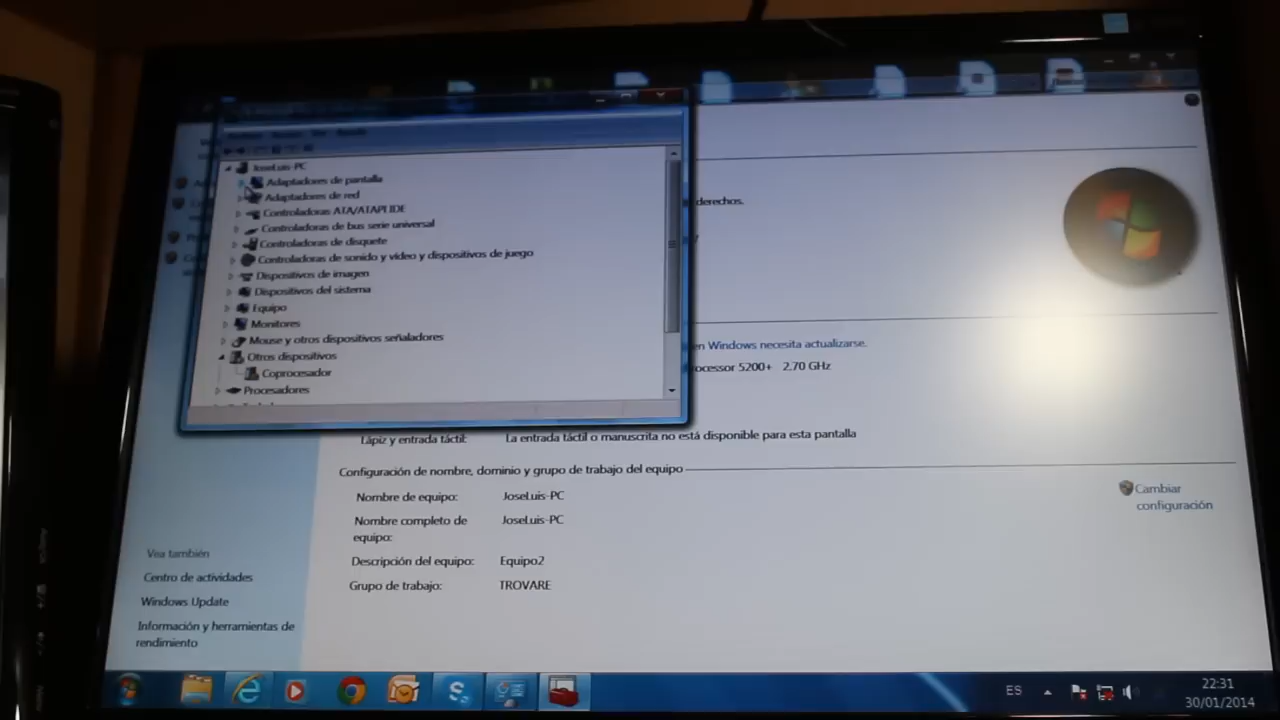 JoseLuis-PC
Adaptadores de pantalla
Adaptadores de red
Controladoras ATA/ATAPI IDE
Controladoras de bus serie universal
Controladoras de disquete
Controladoras de sonido y vídeo y dispositivos de juego
Dispositivos de imagen
Dispositivos del sistema
Equipo
Monitores
Mouse y otros dispositivos señaladores
Otros dispositivos
Coprocesador
Procesadores
derechos.
en Windows necesita actualizarse.
ocessor 5200+ 2.70 GHz
Lápiz y entrada táctil: La entrada táctil o manuscrita no está disponible para esta pantalla
Configuración de nombre, dominio y grupo de trabajo del equipo
Nombre de equipo: JoseLuis-PC
Cambiar
configuración
Nombre completo de JoseLuis-PC
equipo:
Descripción del equipo: Equipo2
Grupo de trabajo: TROVARE
Vea también
Centro de actividades
Windows Update
Información y herramientas de
rendimiento
ES
22:31
30/01/2014